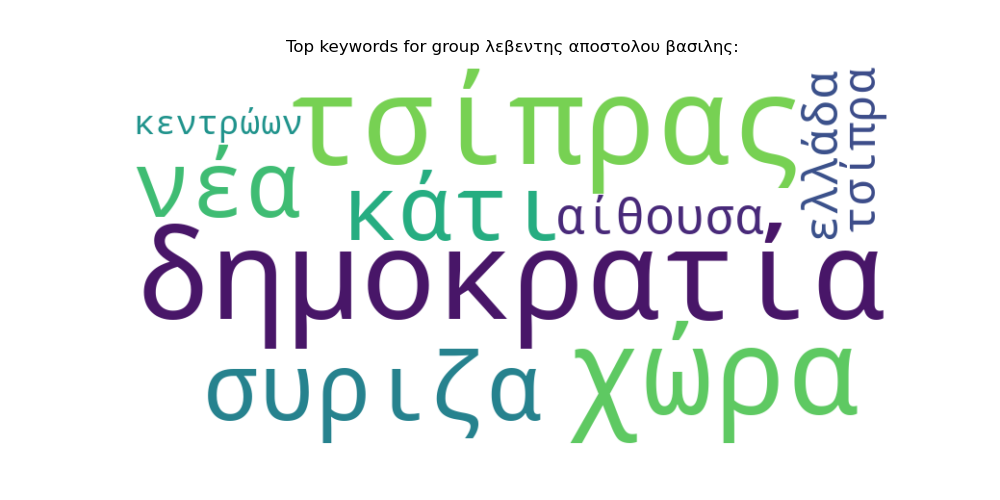 Top keywords for group λεβεντης αποστολου βασιλης:
κεντρώων
τσίπρας
ελλάδα
τσίπρα
νέα
κάτι
αίθουσα
δημοκρατία
συριζα
χώρα